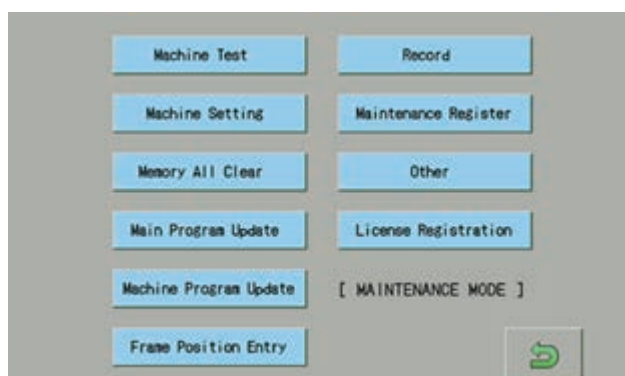 Machine Test
Record
Machine Setting
Maintenance Register
Memory All Clear
Other
Main Program Update
License Registration
Machine Program Update
[ MAINTENANCE MODE ]
Frame Position Entry